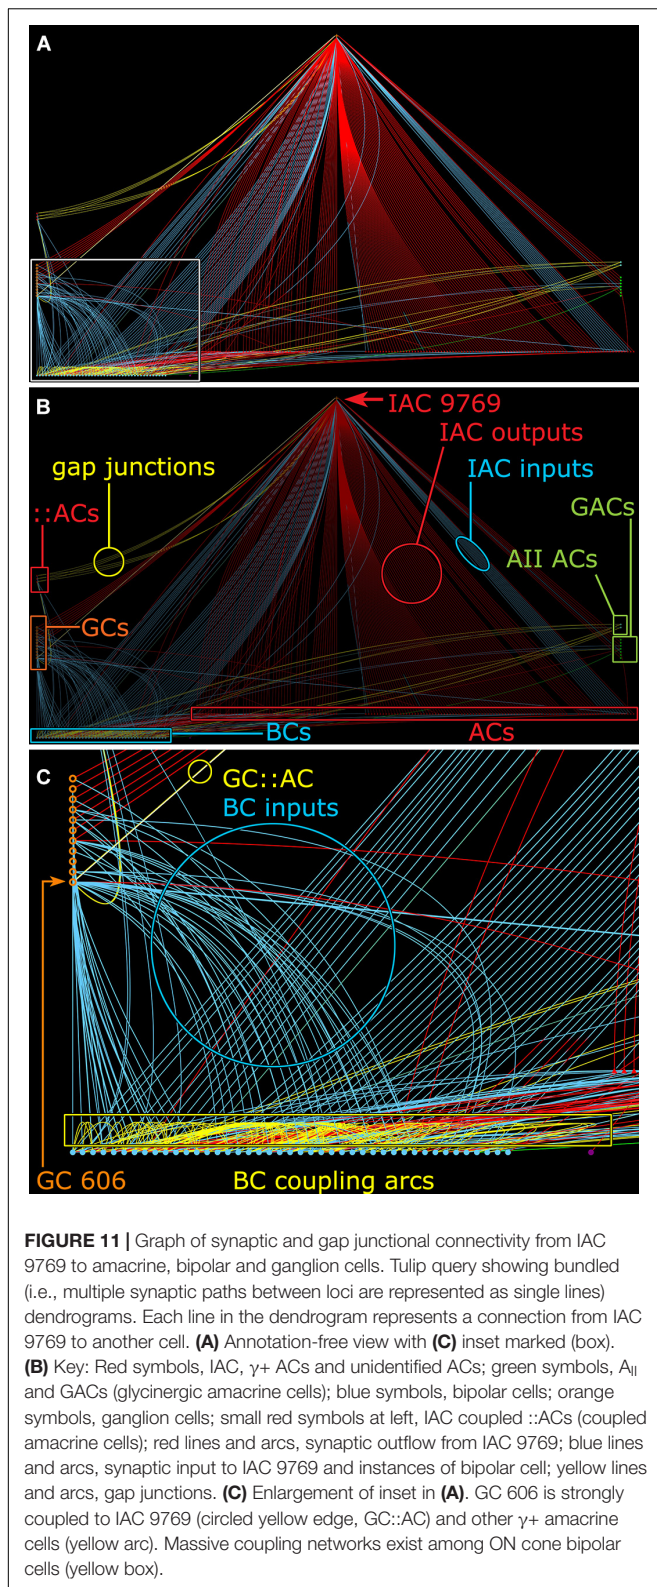 A
B
IAC 9769
IAC outputs
gap junctions
IAC inputs
::ACs
GACs
AII ACs
GCs
BCs
ACs
C
GC::AC
BC inputs
GC 606
BC coupling arcs
FIGURE 11 | Graph of synaptic and gap junctional connectivity from IAC
9769 to amacrine, bipolar and ganglion cells. Tulip query showing bundled
(i.e., multiple synaptic paths between loci are represented as single lines)
dendrograms. Each line in the dendrogram represents a connection from IAC
9769 to another cell. (A) Annotation-free view with (C) inset marked (box).
(B) Key: Red symbols, IAC, γ+ ACs and unidentified ACs; green symbols, AII
and GACs (glycinergic amacrine cells); blue symbols, bipolar cells; orange
symbols, ganglion cells; small red symbols at left, IAC coupled ::ACs (coupled
amacrine cells); red lines and arcs, synaptic outflow from IAC 9769; blue lines
and arcs, synaptic input to IAC 9769 and instances of bipolar cell; yellow lines
and arcs, gap junctions. (C) Enlargement of inset in (A). GC 606 is strongly
coupled to IAC 9769 (circled yellow edge, GC::AC) and other γ+ amacrine
cells (yellow arc). Massive coupling networks exist among ON cone bipolar
cells (yellow box).